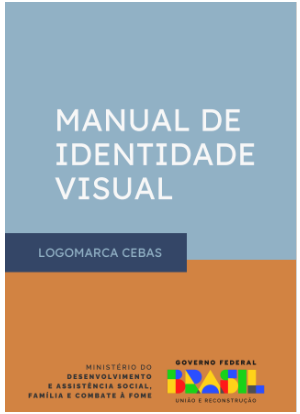 MANUAL DE
IDENTIDADE
VISUAL
LOGOMARCA CEBAS
MINISTÉRIO DO
DESENVOLVIMENTO
E ASSISTÊNCIA SOCIAL,
FAMÍLIA E COMBATE À FOME
GOVERNO FEDERAL
BRASIL
UNIÃO E RECONSTRUÇÃO